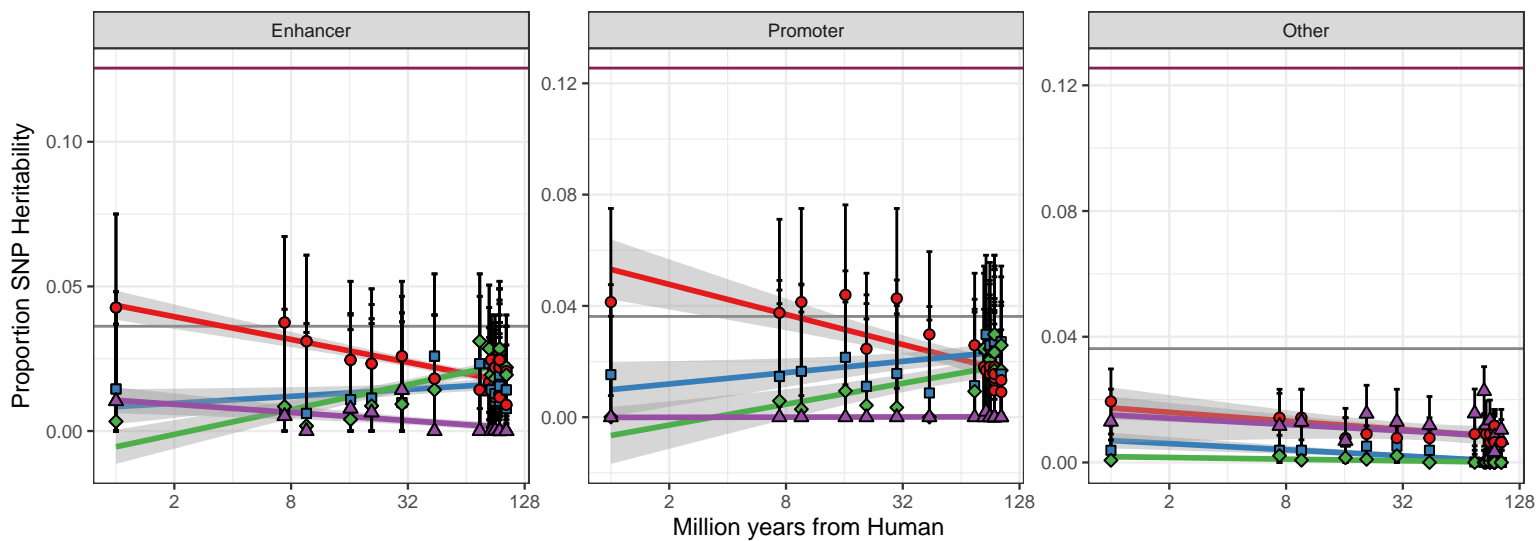 Enhancer
Promoter
Other
Proportion SNP Heritability
0.10
0.05
0.00
0.12
0.08
0.04
0.00
0.12
0.08
0.04
0.00
2 8 32 128
2 8 32 128
2 8 32 128
Million years from Human